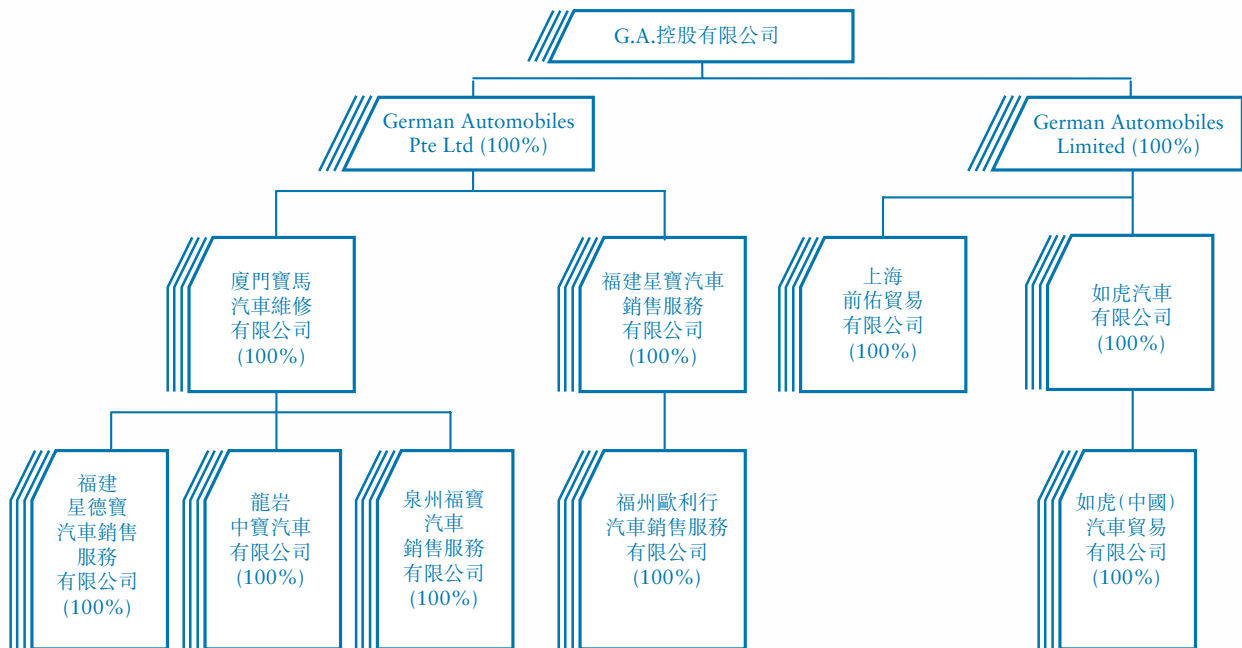 G.A.控股有限公司
German Automobiles
Pte Ltd (100%)
German Automobiles
Limited (100%)
廈門寶馬
汽車維修
有限公司
(100%)
福建星寶汽車
銷售服務
有限公司
(100%)
上海
前佑貿易
有限公司
(100%)
如虎汽車
有限公司
(100%)
福建
星德寶
汽車銷售
服務
有限公司
(100%)
龍岩
中寶汽車
有限公司
(100%)
泉州福寶
汽車
銷售服務
有限公司
(100%)
福州歐利行
汽車銷售服務
有限公司
(100%)
如虎(中國)
汽車貿易
有限公司
(100%)